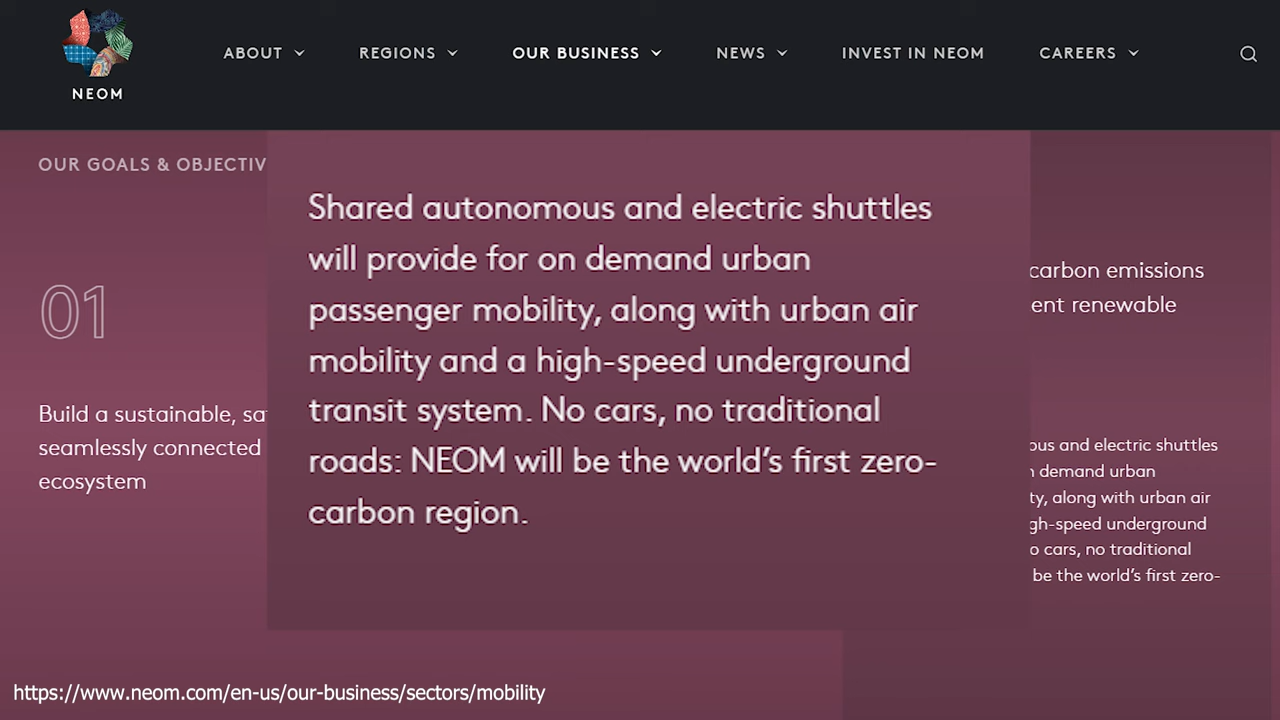 ABOUT
REGIONS
OUR BUSINESS
NEWS
INVEST IN NEOM
CAREERS
NEOM
OUR GOALS & OBJECTIV
01
Build a sustainable, sa
seamlessly connected
ecosystem
Shared autonomous and electric shuttles
will provide for on demand urban
passenger mobility, along with urban air
mobility and a high-speed underground
transit system. No cars, no traditional
roads: NEOM will be the world’s first zero-
carbon region.
carbon emissions
ent renewable
ous and electric shuttles
demand urban
ty, along with urban air
gh-speed underground
o cars, no traditional
be the world’s first zero-
https://www.neom.com/en-us/our-business/sectors/mobility